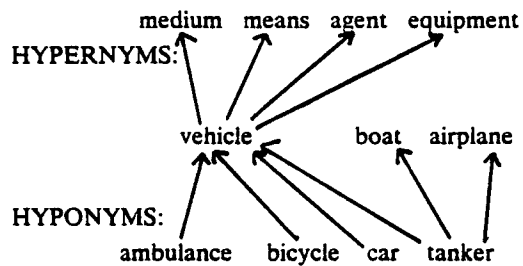 medium means agent equipment
HYPERNYMS:
vehicle boat airplane
HYPONYMS:
ambulance bicycle car tanker